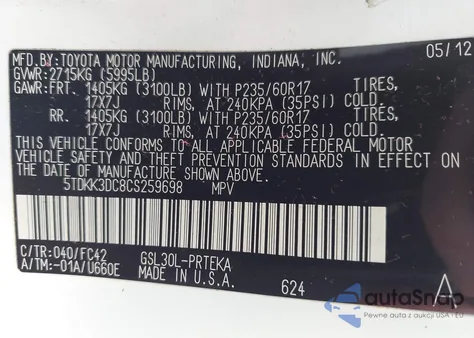 MFD.BY:TOYOTA MOTOR MANUFACTURING, INDIANA, INC. 05/12
GVWR:2715KG (5995LB)
GAWR:FRT. 1405KG (3100LB) WITH P235/60R17 TIRES,
17X7J RIMS, AT 240KPA (35PSI) COLD.
RR. 1405KG (3100LB) WITH P235/60R17 TIRES,
17X7J RIMS, AT 240KPA (35PSI) COLD.
THIS VEHICLE CONFORMS TO ALL APPLICABLE FEDERAL MOTOR
VEHICLE SAFETY AND THEFT PREVENTION STANDARDS IN EFFECT ON
THE DATE OF MANUFACTURE SHOWN ABOVE.
5TDKK3DC8CS259698 MPV
C/TR:040/FC42 GSL30L-PRTEKA
A/TM:-01A/U660E MADE IN U.S.A. 624 A
autoSnap
Pewne auta z aukcji USA i EU